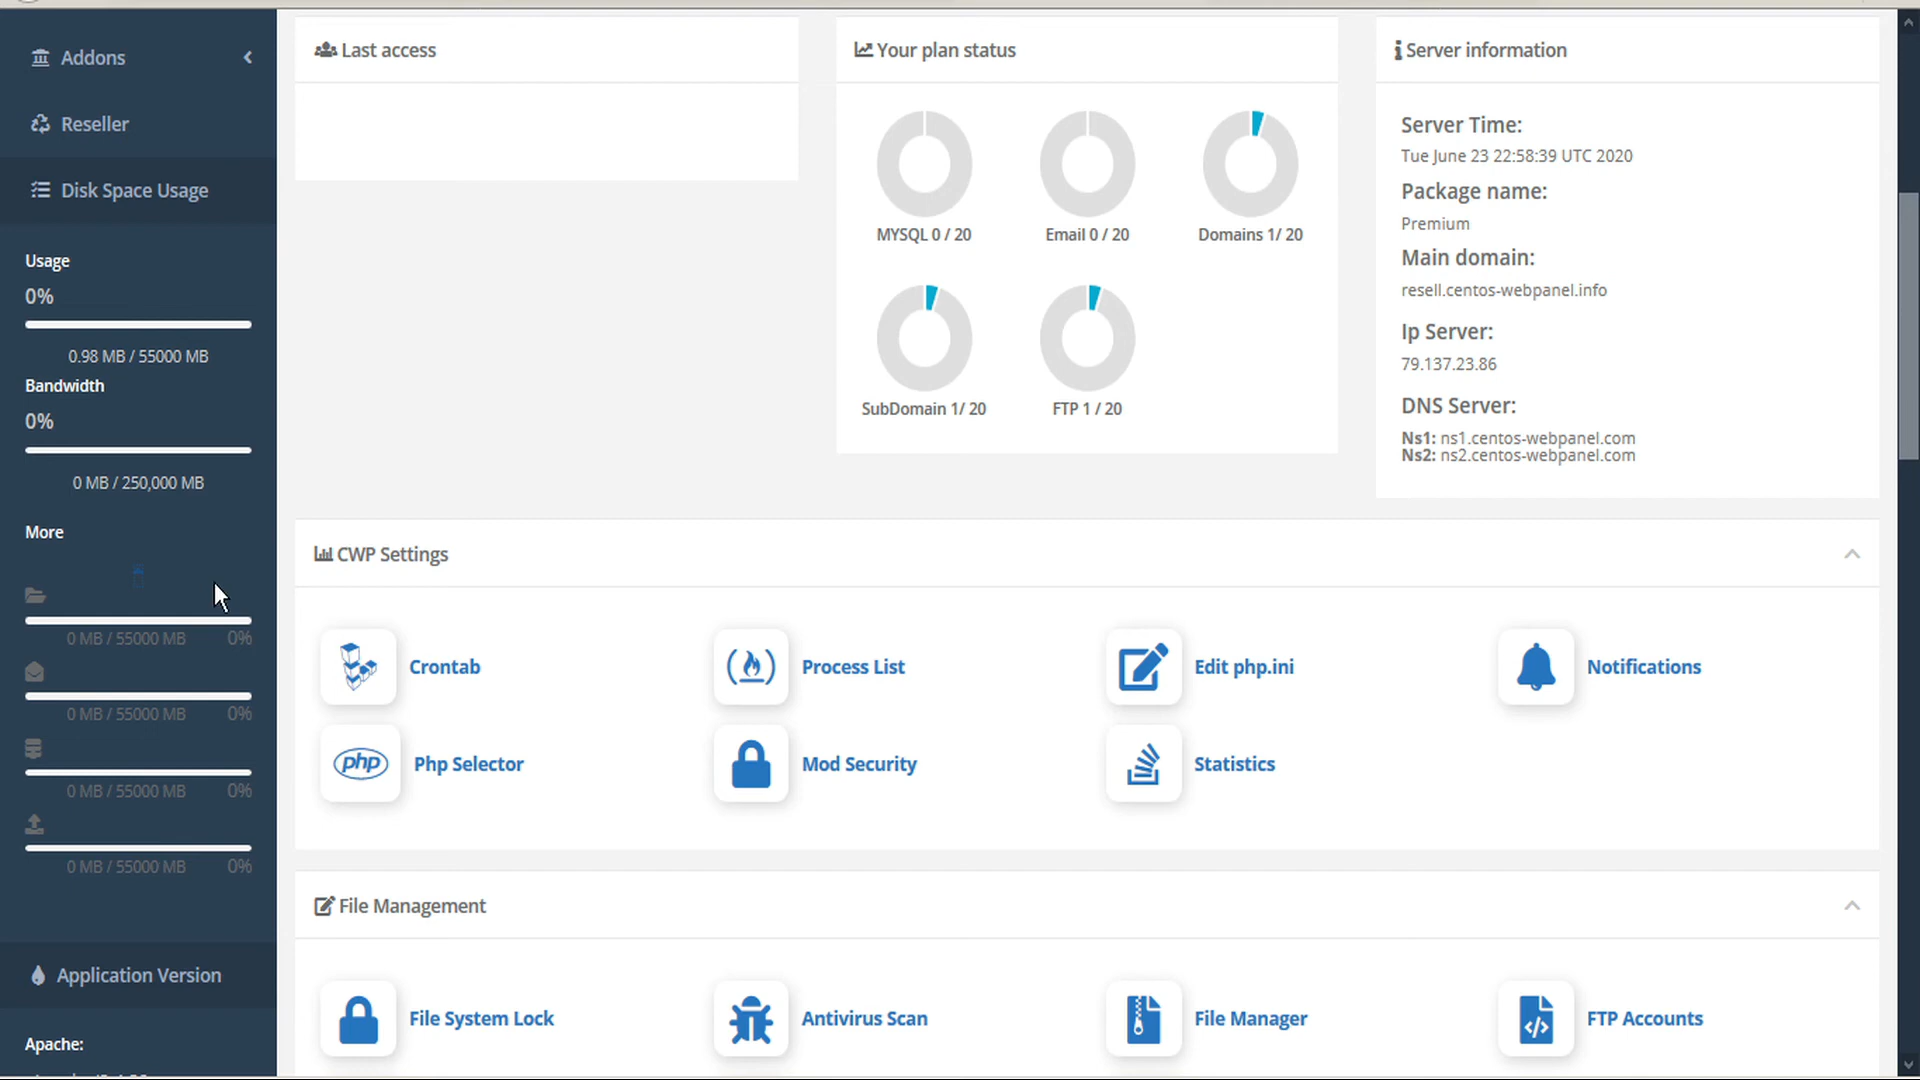 Addons
Reseller
Disk Space Usage
Usage
0%
0.98 MB / 55000 MB
Bandwidth
0%
0 MB / 250,000 MB
More
0 MB / 55000 MB 0%
0 MB / 55000 MB 0%
0 MB / 55000 MB 0%
0 MB / 55000 MB 0%
Application Version
Apache:
Last access
Your plan status
MYSQL 0 / 20
Email 0 / 20
Domains 1/ 20
SubDomain 1/ 20
FTP 1 / 20
Server information
Server Time:
Tue June 23 22:58:39 UTC 2020
Package name:
Premium
Main domain:
resell.centos-webpanel.info
Ip Server:
79.137.23.86
DNS Server:
Ns1: ns1.centos-webpanel.com
Ns2: ns2.centos-webpanel.com
CWP Settings
Crontab
Process List
Edit php.ini
Notifications
php Php Selector
Mod Security
Statistics
File Management
File System Lock
Antivirus Scan
File Manager
FTP Accounts